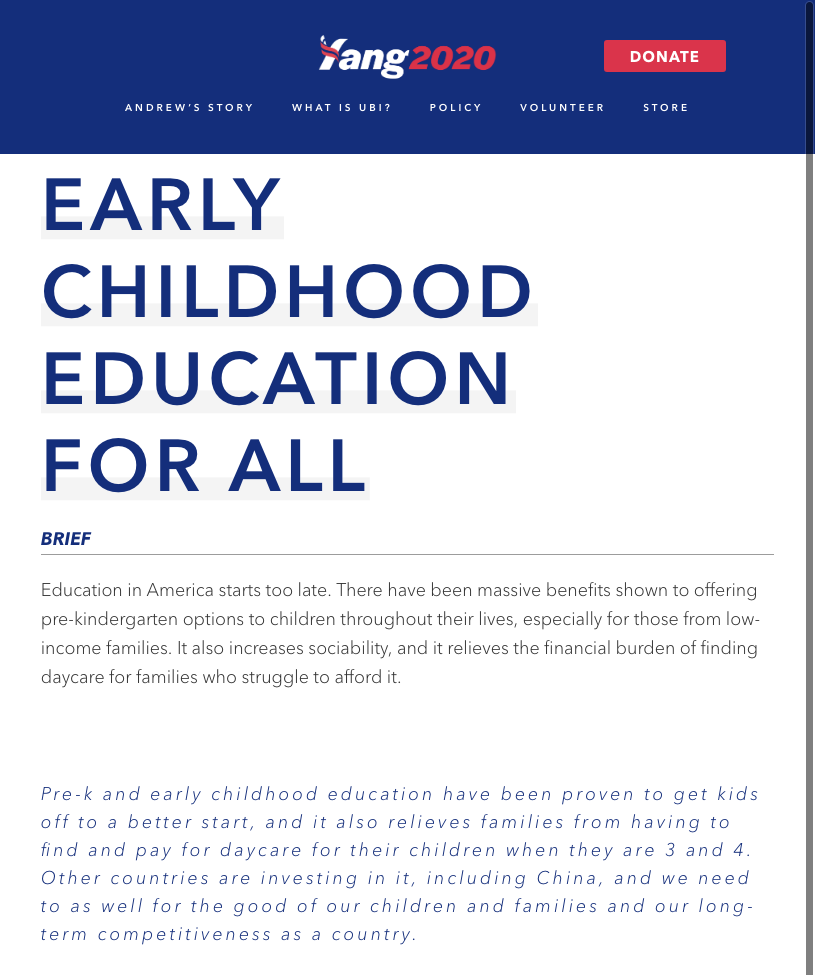 Yang2020
DONATE
ANDREW'S STORY WHAT IS UBI? POLICY VOLUNTEER STORE
EARLY
CHILDHOOD
EDUCATION
FOR ALL
BRIEF
Education in America starts too late. There have been massive benefits shown to offering
pre-kindergarten options to children throughout their lives, especially for those from low-
income families. It also increases sociability, and it relieves the financial burden of finding
daycare for families who struggle to afford it.
Pre-k and early childhood education have been proven to get kids
off to a better start, and it also relieves families from having to
find and pay for daycare for their children when they are 3 and 4.
Other countries are investing in it, including China, and we need
to as well for the good of our children and families and our long-
term competitiveness as a country.